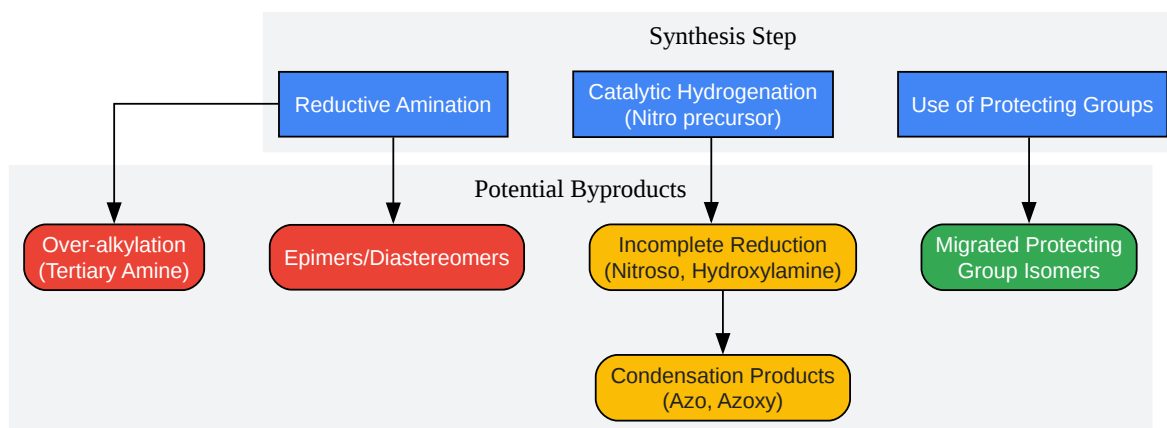 Synthesis Step
Reductive Amination
Catalytic Hydrogenation
(Nitro precursor)
Use of Protecting Groups
Potential Byproducts
Over-alkylation
(Tertiary Amine)
Epimers/Diastereomers
Incomplete Reduction
(Nitroso, Hydroxylamine)
Migrated Protecting
Group Isomers
Condensation Products
(Azo, Azoxy)